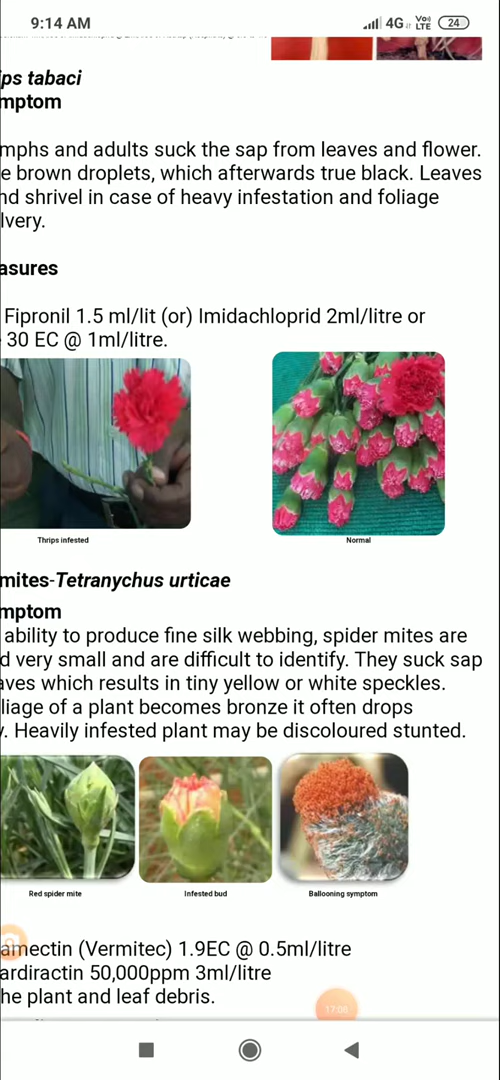 9:14 AM
4G Vo) LTE 24
ips tabaci
mptom
mphs and adults suck the sap from leaves and flower.
e brown droplets, which afterwards true black. Leaves
nd shrivel in case of heavy infestation and foliage
lvery.
asures
Fipronil 1.5 ml/lit (or) Imidachloprid 2ml/litre or
30 EC @ 1ml/litre.
Thrips infested
Normal
mites-Tetranychus urticae
mptom
ability to produce fine silk webbing, spider mites are
d very small and are difficult to identify. They suck sap
aves which results in tiny yellow or white speckles.
liage of a plant becomes bronze it often drops
y. Heavily infested plant may be discoloured stunted.
Red spider mite
Infested bud
Ballooning symptom
amectin (Vermitec) 1.9EC @ 0.5ml/litre
ardiractin 50,000ppm 3ml/litre
he plant and leaf debris.
17:06